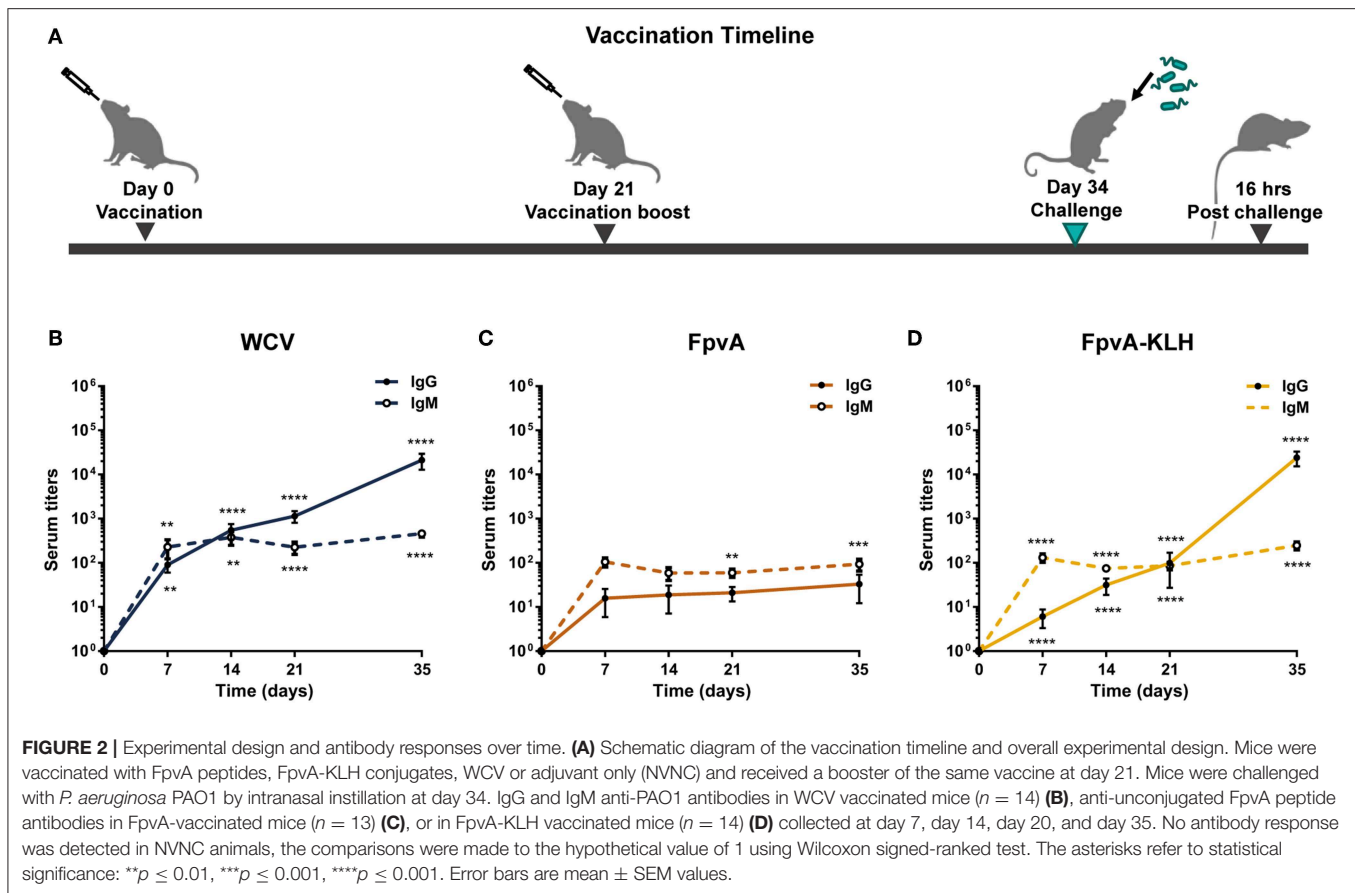 A
Vaccination Timeline
Day 0
Vaccination
Day 21
Vaccination boost
Day 34
Challenge
16 hrs
Post challenge
B
WCV
IgG
IgM
Serum titers
10⁶
10⁵
10⁴
10³
10²
10¹
10⁰
**
**
****
**
****
****
****
****
0 7 14 21 35
Time (days)
C
FpvA
IgG
IgM
Serum titers
10⁶
10⁵
10⁴
10³
10²
10¹
10⁰
**
***
0 7 14 21 35
Time (days)
D
FpvA-KLH
IgG
IgM
Serum titers
10⁶
10⁵
10⁴
10³
10²
10¹
10⁰
****
****
****
****
****
****
****
****
0 7 14 21 35
Time (days)
FIGURE 2 | Experimental design and antibody responses over time. (A) Schematic diagram of the vaccination timeline and overall experimental design. Mice were
vaccinated with FpvA peptides, FpvA-KLH conjugates, WCV or adjuvant only (NVNC) and received a booster of the same vaccine at day 21. Mice were challenged
with P. aeruginosa PAO1 by intranasal instillation at day 34. IgG and IgM anti-PAO1 antibodies in WCV vaccinated mice (n = 14) (B), anti-unconjugated FpvA peptide
antibodies in FpvA-vaccinated mice (n = 13) (C), or in FpvA-KLH vaccinated mice (n = 14) (D) collected at day 7, day 14, day 20, and day 35. No antibody response
was detected in NVNC animals, the comparisons were made to the hypothetical value of 1 using Wilcoxon signed-ranked test. The asterisks refer to statistical
significance: **p ≤ 0.01, ***p ≤ 0.001, ****p ≤ 0.001. Error bars are mean ± SEM values.